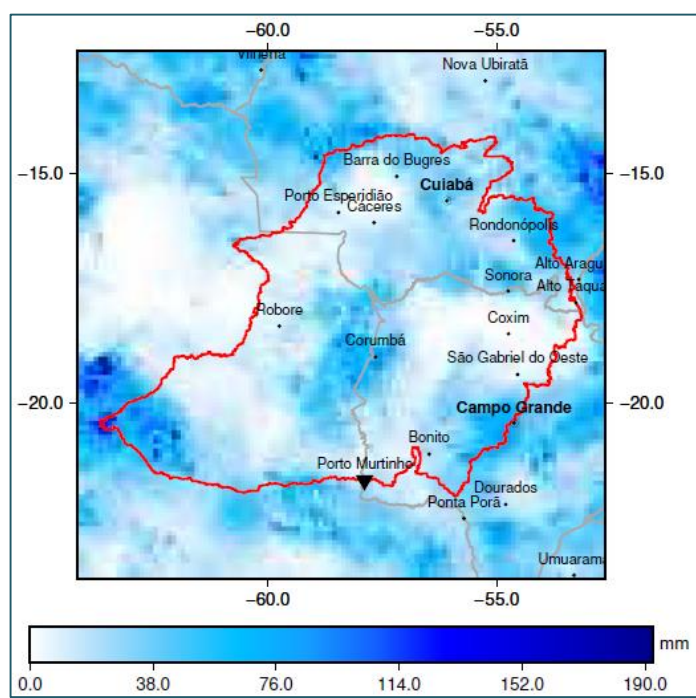 −60.0 −55.0
Vilhena
Nova Ubiratã
−15.0 −15.0
Barra do Bugres
Cuiabá
Porto Esperidião
Cáceres
Rondonópolis
Alto Aragu
Sonora
Alto Taqua
Robore
Coxim
Corumbá
São Gabriel do Oeste
−20.0 −20.0
Campo Grande
Bonito
Porto Murtinho
Dourados
Ponta Porã
Umuarama
−60.0 −55.0
mm
0.0 38.0 76.0 114.0 152.0 190.0